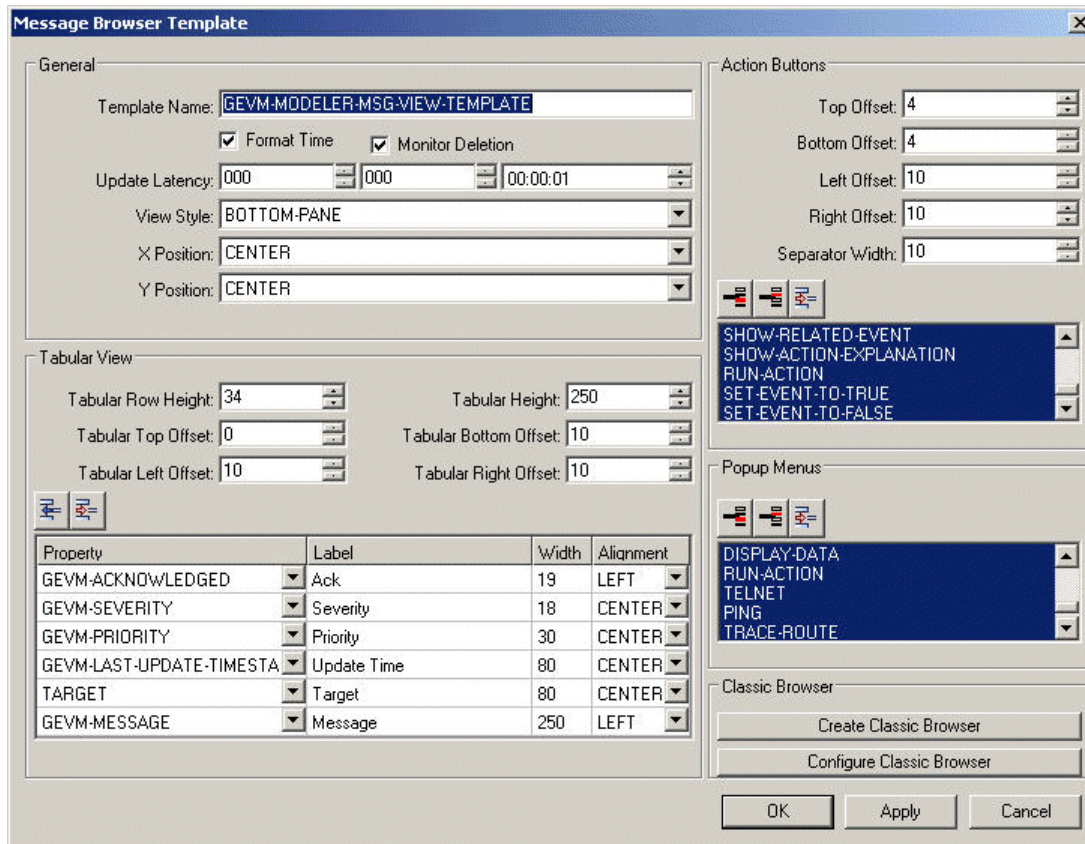 Message Browser Template
General
Template Name: GEVM-MODELER-MSG-VIEW-TEMPLATE
Format Time Monitor Deletion
Update Latency: 000 000 00:00:01
View Style: BOTTOM-PANE
X Position: CENTER
Y Position: CENTER
Tabular View
Tabular Row Height: 34 Tabular Height: 250
Tabular Top Offset: 0 Tabular Bottom Offset: 10
Tabular Left Offset: 10 Tabular Right Offset: 10
Property Label Width Alignment
GEVM-ACKNOWLEDGED Ack 19 LEFT
GEVM-SEVERITY Severity 18 CENTER
GEVM-PRIORITY Priority 30 CENTER
GEVM-LAST-UPDATE-TIMESTA Update Time 80 CENTER
TARGET Target 80 CENTER
GEVM-MESSAGE Message 250 LEFT
Action Buttons
Top Offset: 4
Bottom Offset: 4
Left Offset: 10
Right Offset: 10
Separator Width: 10
SHOW-RELATED-EVENT
SHOW-ACTION-EXPLANATION
RUN-ACTION
SET-EVENT-TO-TRUE
SET-EVENT-TO-FALSE
Popup Menus
DISPLAY-DATA
RUN-ACTION
TELNET
PING
TRACE-ROUTE
Classic Browser
Create Classic Browser
Configure Classic Browser
OK Apply Cancel